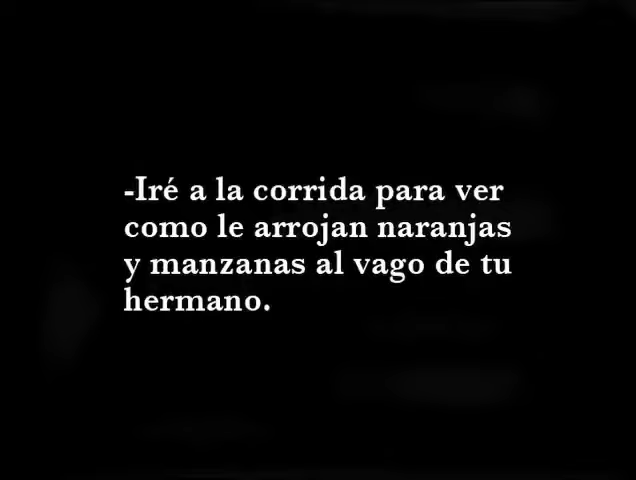 -Iré a la corrida para ver
como le arrojan naranjas
y manzanas al vago de tu
hermano.